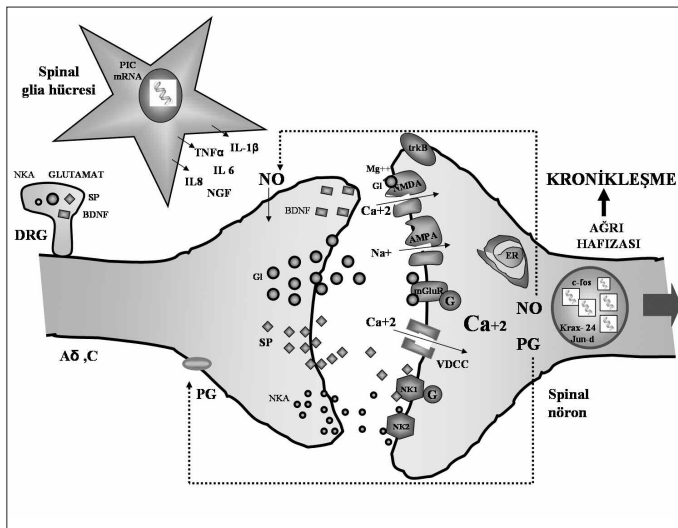 Spinal
glia hücresi
PIC
mRNA
TNFα
IL-1β
IL8
IL 6
NGF
NKA GLUTAMAT
SP
BDNF
DRG
NO
BDNF
Gl
SP
NKA
Aδ ,C
PG
trkB
Mg++
Gl
NMDA
Ca+2
AMPA
Na+
mGluR
G
Ca+2
VDCC
NK1
G
NK2
ER
Ca+2
NO
PG
KRONİKLEŞME
AĞRI
HAFIZASI
c-fos
Krax- 24
Jun-d
Spinal
nöron